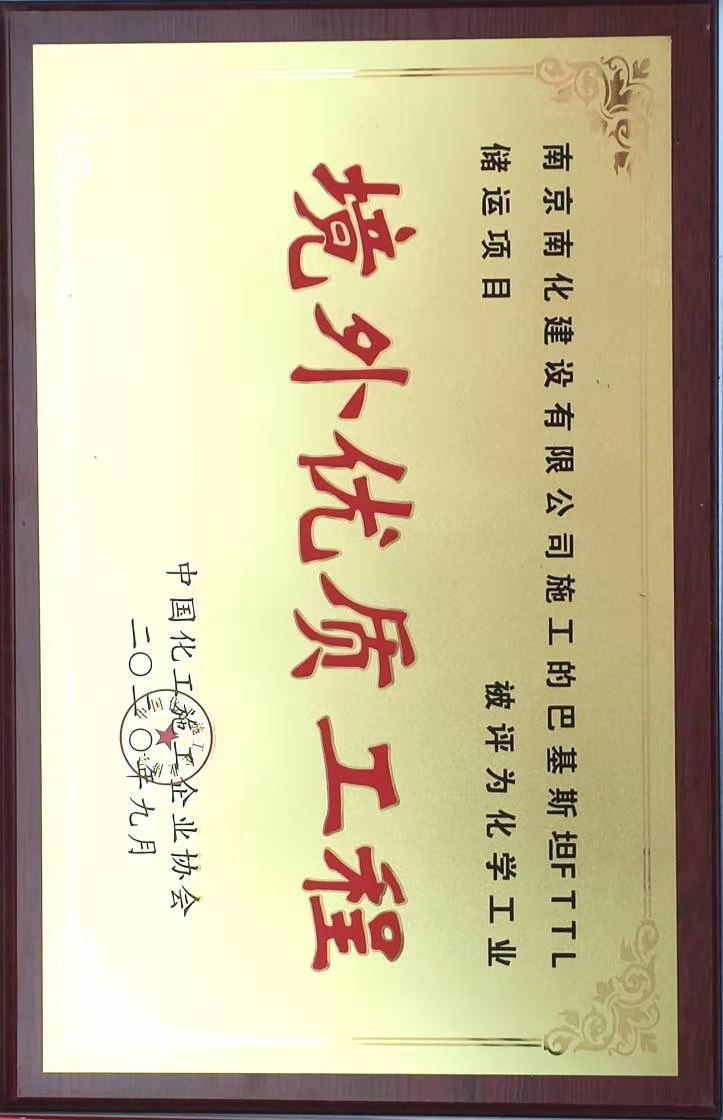 南京南化建设有限公司施工的巴基斯坦FTTL
储运项目 被评为化学工业
境外优质工程
中国化工施工企业协会
二〇一〇年九月